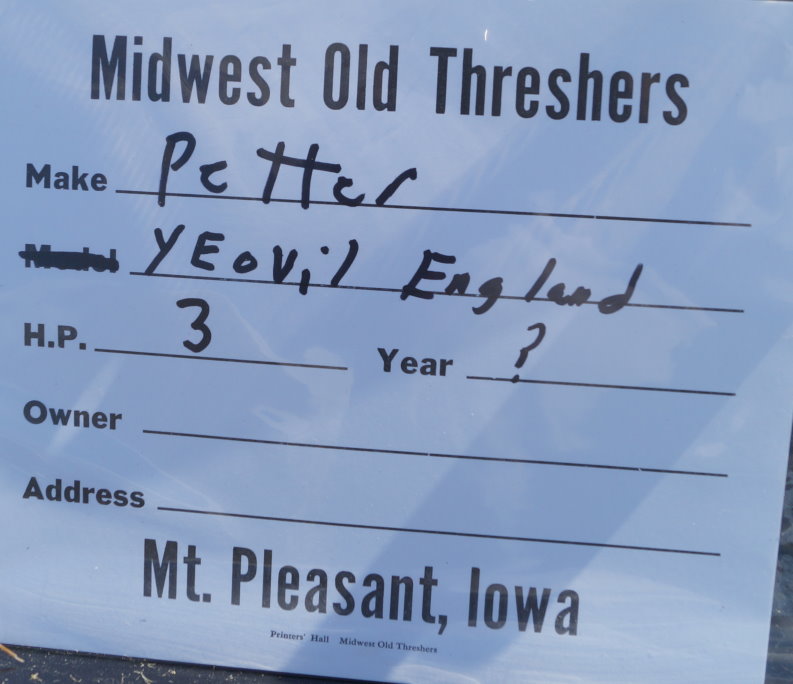 Midwest Old Threshers
Make Petter
Model YEOVil England
H.P. 3 Year ?
Owner
Address
Mt. Pleasant, Iowa
Printers' Hall Midwest Old Threshers